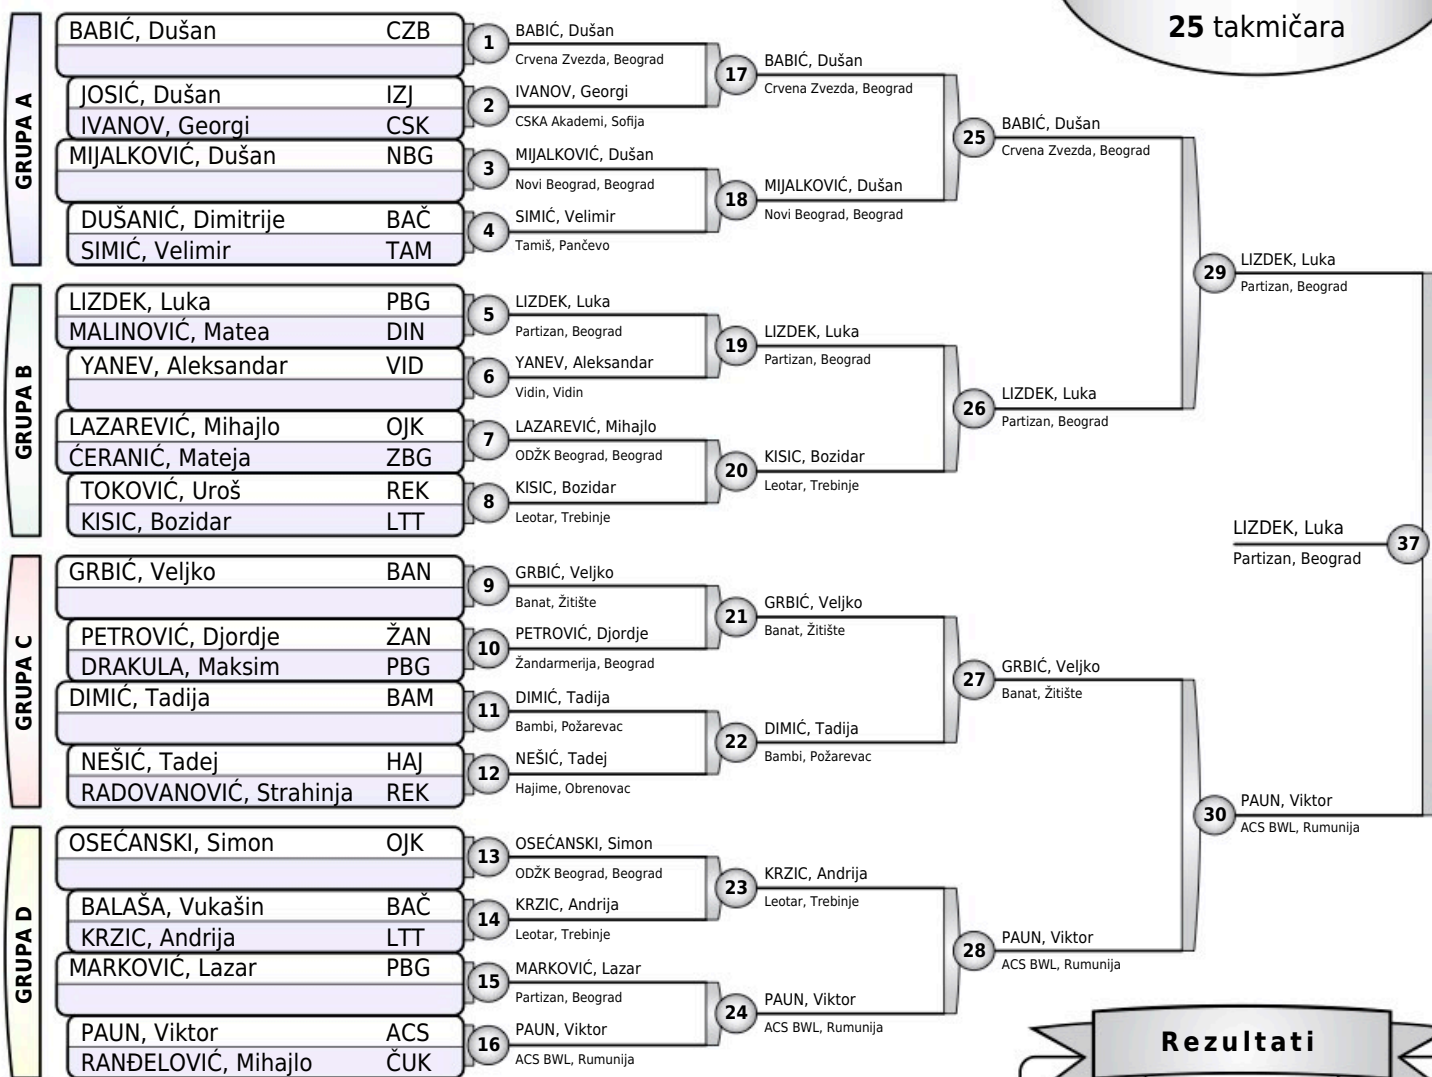 25 takmičara
GRUPA A
BABIĆ, Dušan CZB
JOSIĆ, Dušan IZJ
IVANOV, Georgi CSK
MIJALKOVIĆ, Dušan NBG
DUŠANIĆ, Dimitrije BAČ
SIMIĆ, Velimir TAM
GRUPA B
LIZDEK, Luka PBG
MALINOVIĆ, Matea DIN
YANEV, Aleksandar VID
LAZAREVIĆ, Mihajlo OJK
ĆERANIĆ, Mateja ZBG
TOKOVIĆ, Uroš REK
KISIC, Bozidar LTT
GRUPA C
GRBIĆ, Veljko BAN
PETROVIĆ, Djordje ŽAN
DRAKULA, Maksim PBG
DIMIĆ, Tadija BAM
NEŠIĆ, Tadej HAJ
RADOVANOVIĆ, Strahinja REK
GRUPA D
OSEĆANSKI, Simon OJK
BALAŠA, Vukašin BAČ
KRZIC, Andrija LTT
MARKOVIĆ, Lazar PBG
PAUN, Viktor ACS
RANĐELOVIĆ, Mihajlo ČUK
1 BABIĆ, Dušan
Crvena Zvezda, Beograd
2 IVANOV, Georgi
CSKA Akademi, Sofija
3 MIJALKOVIĆ, Dušan
Novi Beograd, Beograd
4 SIMIĆ, Velimir
Tamiš, Pančevo
5 LIZDEK, Luka
Partizan, Beograd
6 YANEV, Aleksandar
Vidin, Vidin
7 LAZAREVIĆ, Mihajlo
ODŽK Beograd, Beograd
8 KISIC, Bozidar
Leotar, Trebinje
9 GRBIĆ, Veljko
Banat, Žitište
10 PETROVIĆ, Djordje
Žandarmerija, Beograd
11 DIMIĆ, Tadija
Bambi, Požarevac
12 NEŠIĆ, Tadej
Hajime, Obrenovac
13 OSEĆANSKI, Simon
ODŽK Beograd, Beograd
14 KRZIC, Andrija
Leotar, Trebinje
15 MARKOVIĆ, Lazar
Partizan, Beograd
16 PAUN, Viktor
ACS BWL, Rumunija
17 BABIĆ, Dušan
Crvena Zvezda, Beograd
18 MIJALKOVIĆ, Dušan
Novi Beograd, Beograd
19 LIZDEK, Luka
Partizan, Beograd
20 KISIC, Bozidar
Leotar, Trebinje
21 GRBIĆ, Veljko
Banat, Žitište
22 DIMIĆ, Tadija
Bambi, Požarevac
23 KRZIC, Andrija
Leotar, Trebinje
24 PAUN, Viktor
ACS BWL, Rumunija
25 BABIĆ, Dušan
Crvena Zvezda, Beograd
26 LIZDEK, Luka
Partizan, Beograd
27 GRBIĆ, Veljko
Banat, Žitište
28 PAUN, Viktor
ACS BWL, Rumunija
29 LIZDEK, Luka
Partizan, Beograd
30 PAUN, Viktor
ACS BWL, Rumunija
LIZDEK, Luka 37
Partizan, Beograd
Rezultati